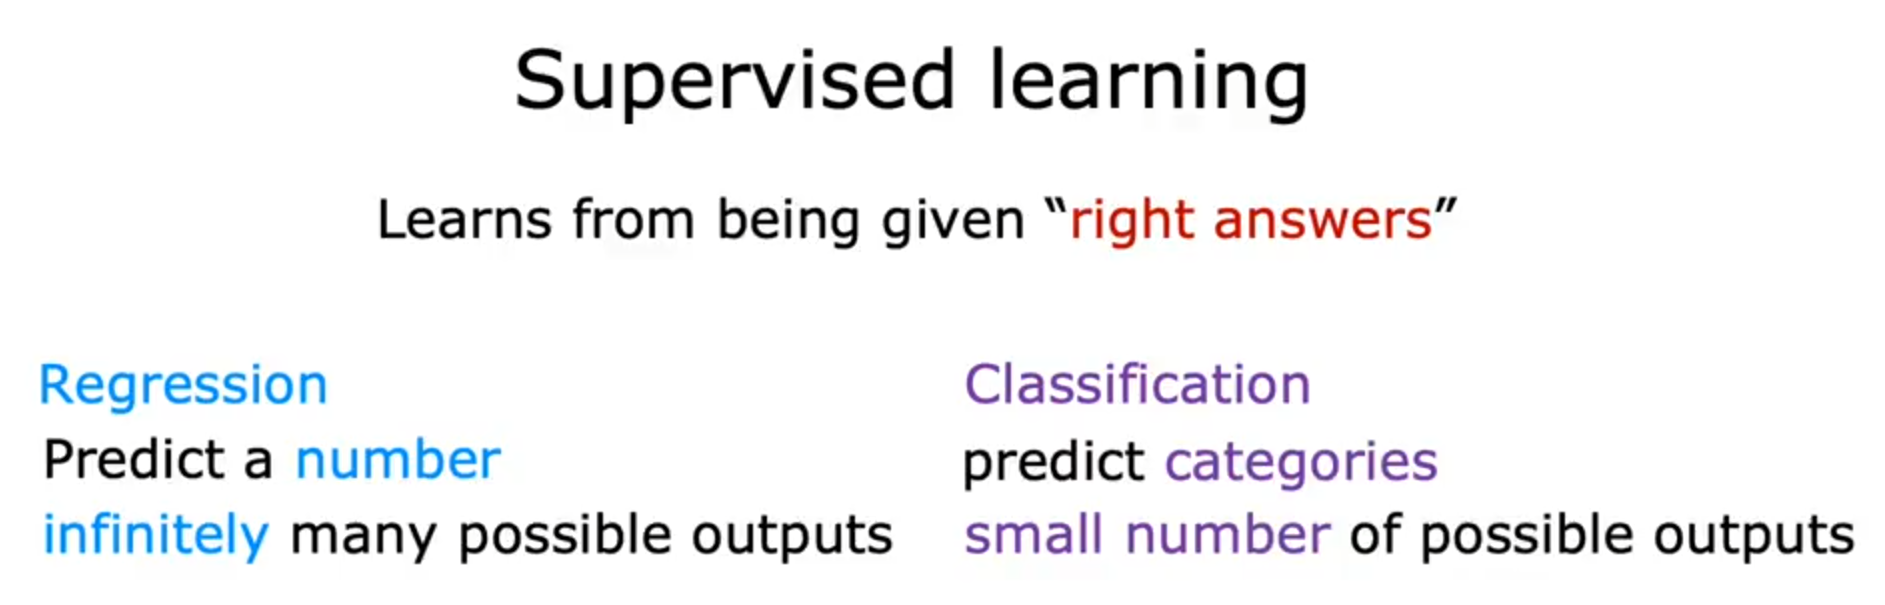 Supervised learning
Learns from being given “right answers”
Regression
Predict a number
infinitely many possible outputs
Classification
predict categories
small number of possible outputs